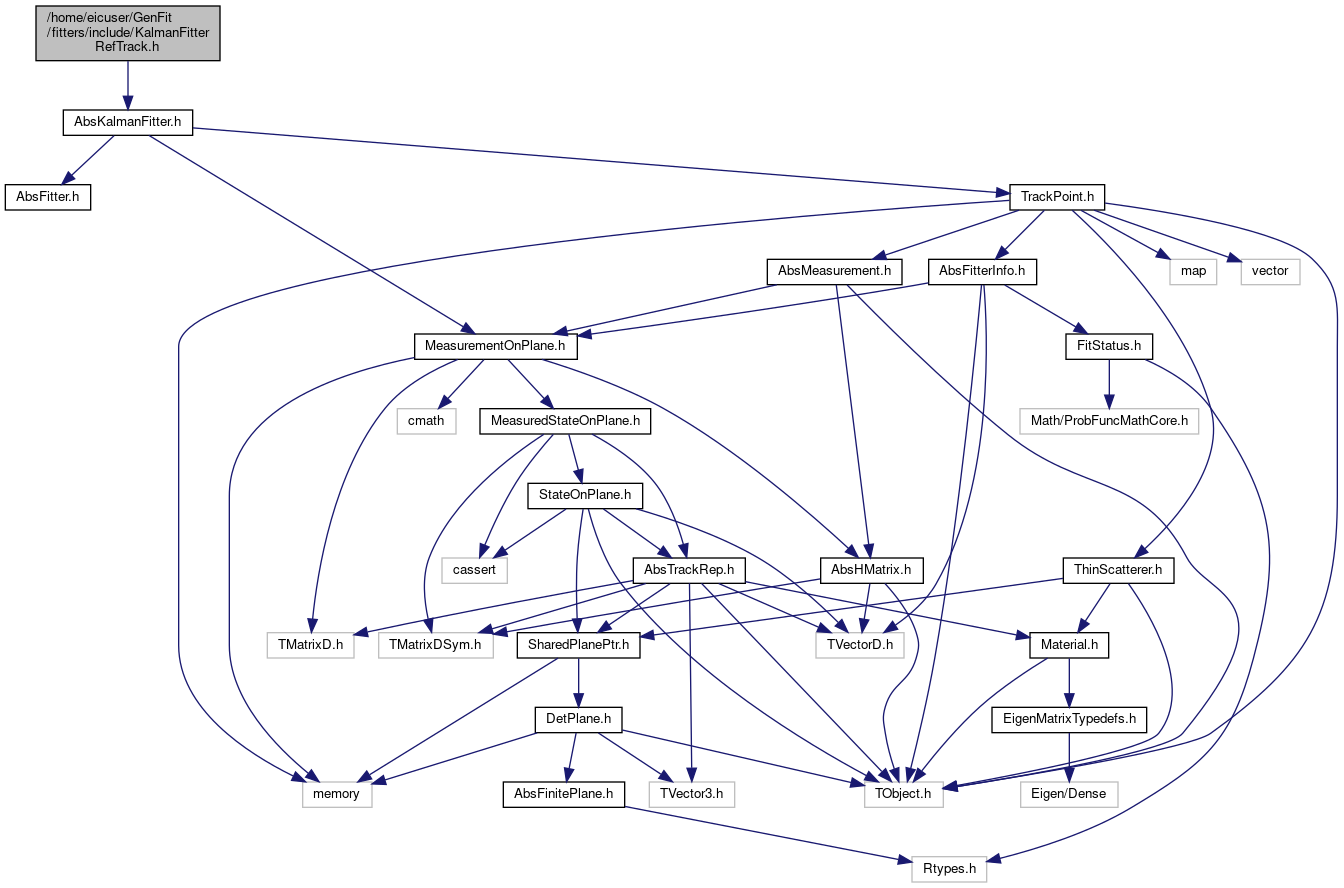 /home/eicuser/GenFit
/fitters/include/KalmanFitter
RefTrack.h
AbsKalmanFitter.h
AbsFitter.h
TrackPoint.h
AbsMeasurement.h
AbsFitterInfo.h
map
vector
MeasurementOnPlane.h
FitStatus.h
cmath
MeasuredStateOnPlane.h
Math/ProbFuncMathCore.h
StateOnPlane.h
cassert
AbsTrackRep.h
AbsHMatrix.h
ThinScatterer.h
TMatrixD.h
TMatrixDSym.h
SharedPlanePtr.h
TVectorD.h
Material.h
DetPlane.h
EigenMatrixTypedefs.h
memory
AbsFinitePlane.h
TVector3.h
TObject.h
Eigen/Dense
Rtypes.h